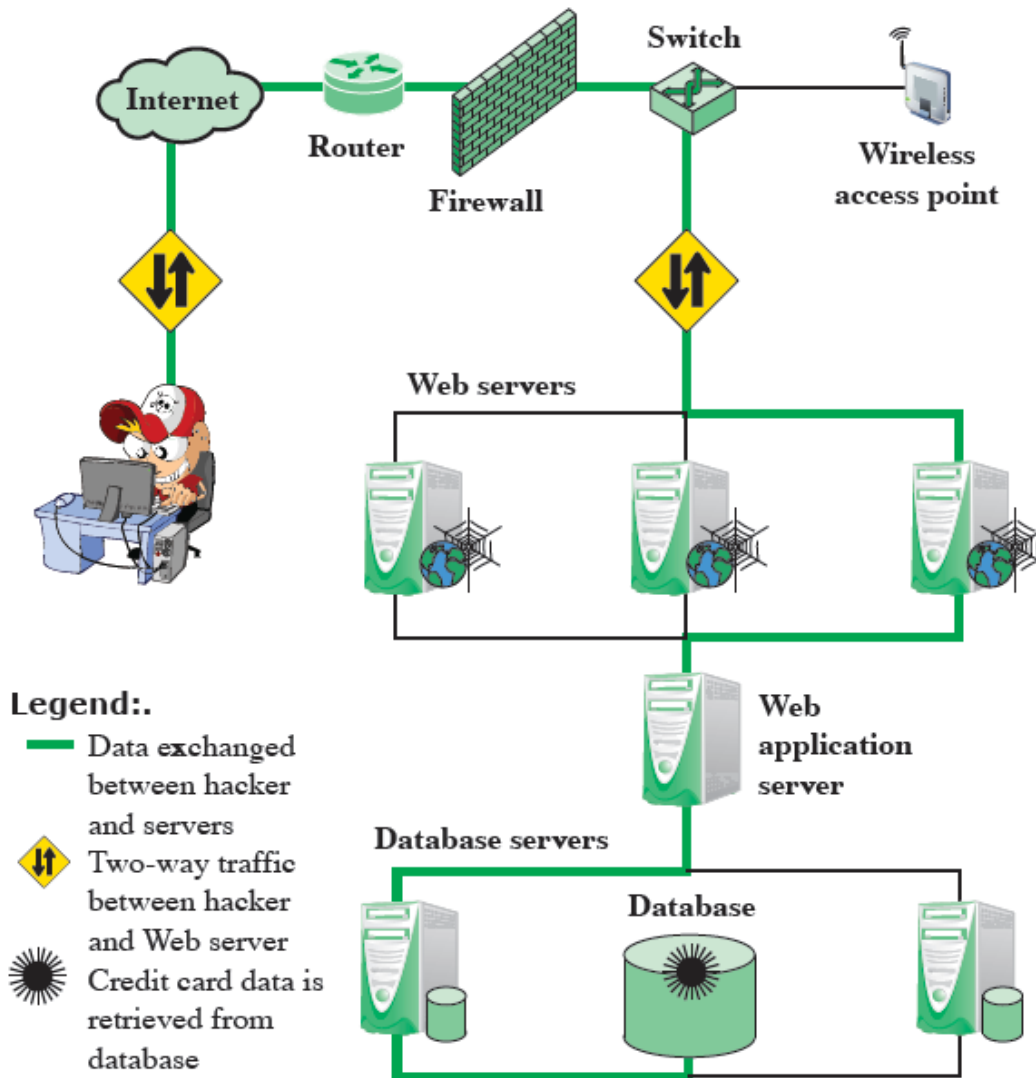 Switch
Internet
Router
Firewall
Wireless
access point
Web servers
Web
application
server
Legend:.
Data exchanged
between hacker
and servers
Two-way traffic
between hacker
and Web server
Credit card data is
retrieved from
database
Database servers
Database